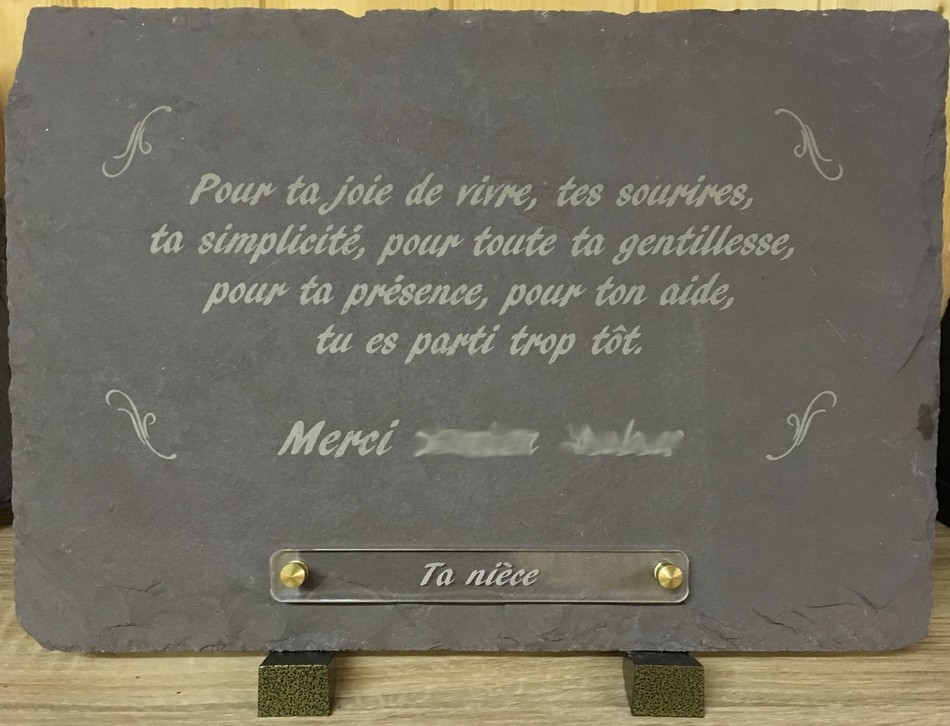 Pour ta joie de vivre, tes sourires,
ta simplicité, pour toute ta gentillesse,
pour ta présence, pour ton aide,
tu es parti trop tôt.
Merci
Ta nièce